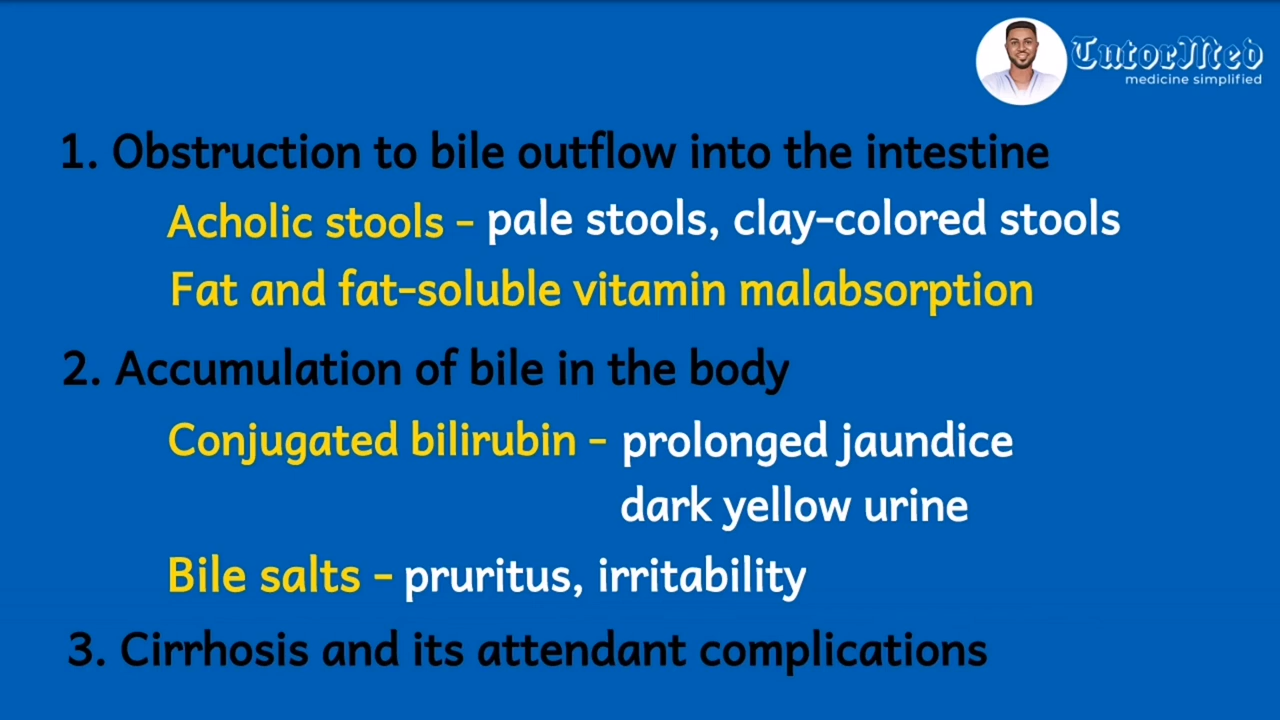 TutorMed
medicine simplified
1. Obstruction to bile outflow into the intestine
Acholic stools - pale stools, clay-colored stools
Fat and fat-soluble vitamin malabsorption
2. Accumulation of bile in the body
Conjugated bilirubin - prolonged jaundice
dark yellow urine
Bile salts - pruritus, irritability
3. Cirrhosis and its attendant complications